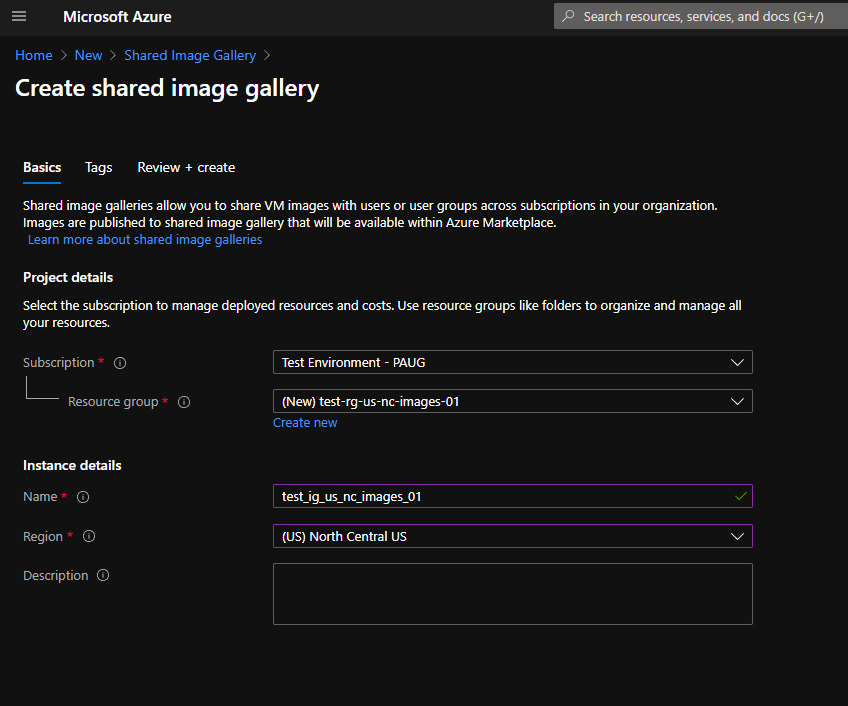 Microsoft Azure
Search resources, services, and docs (G+/)
Home > New > Shared Image Gallery >
Create shared image gallery
Basics Tags Review + create
Shared image galleries allow you to share VM images with users or user groups across subscriptions in your organization.
Images are published to shared image gallery that will be available within Azure Marketplace.
Learn more about shared image galleries
Project details
Select the subscription to manage deployed resources and costs. Use resource groups like folders to organize and manage all
your resources.
Subscription * Test Environment - PAUG
Resource group * (New) test-rg-us-nc-images-01
Create new
Instance details
Name * test_ig_us_nc_images_01
Region * (US) North Central US
Description